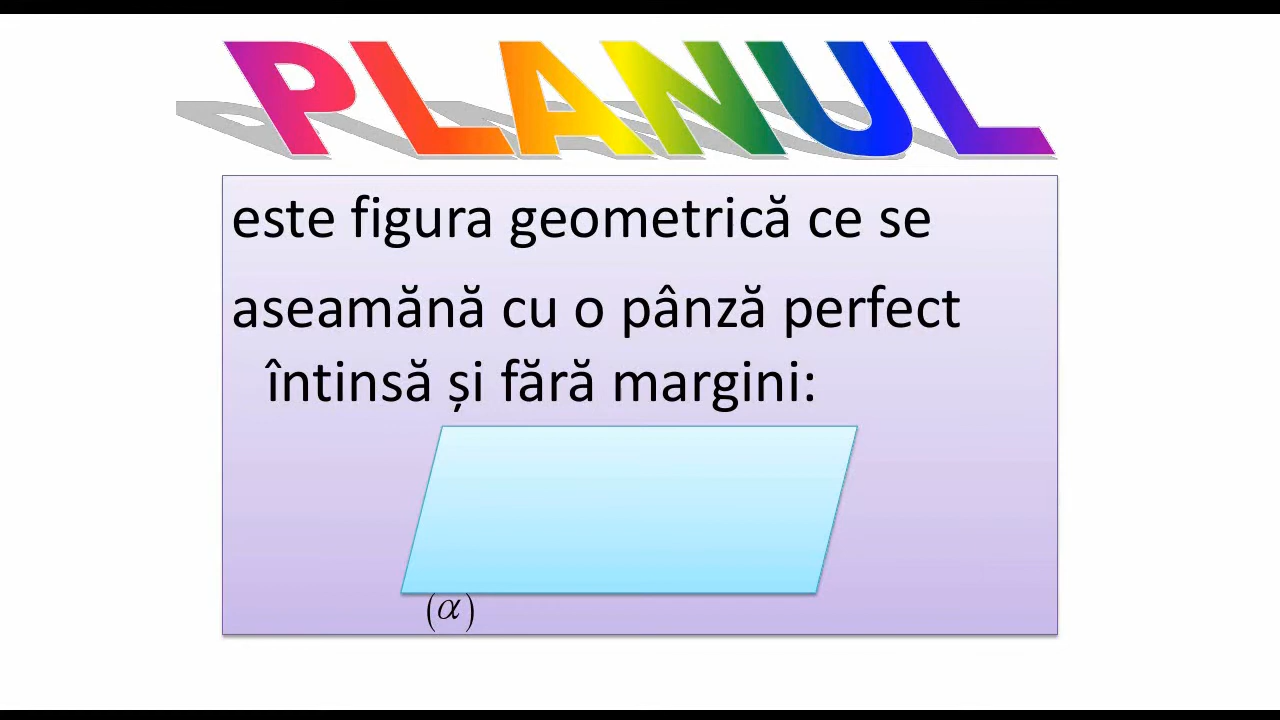 PLANUL
este figura geometrică ce se
aseamănă cu o pânză perfect
întinsă și fără margini:
(α)